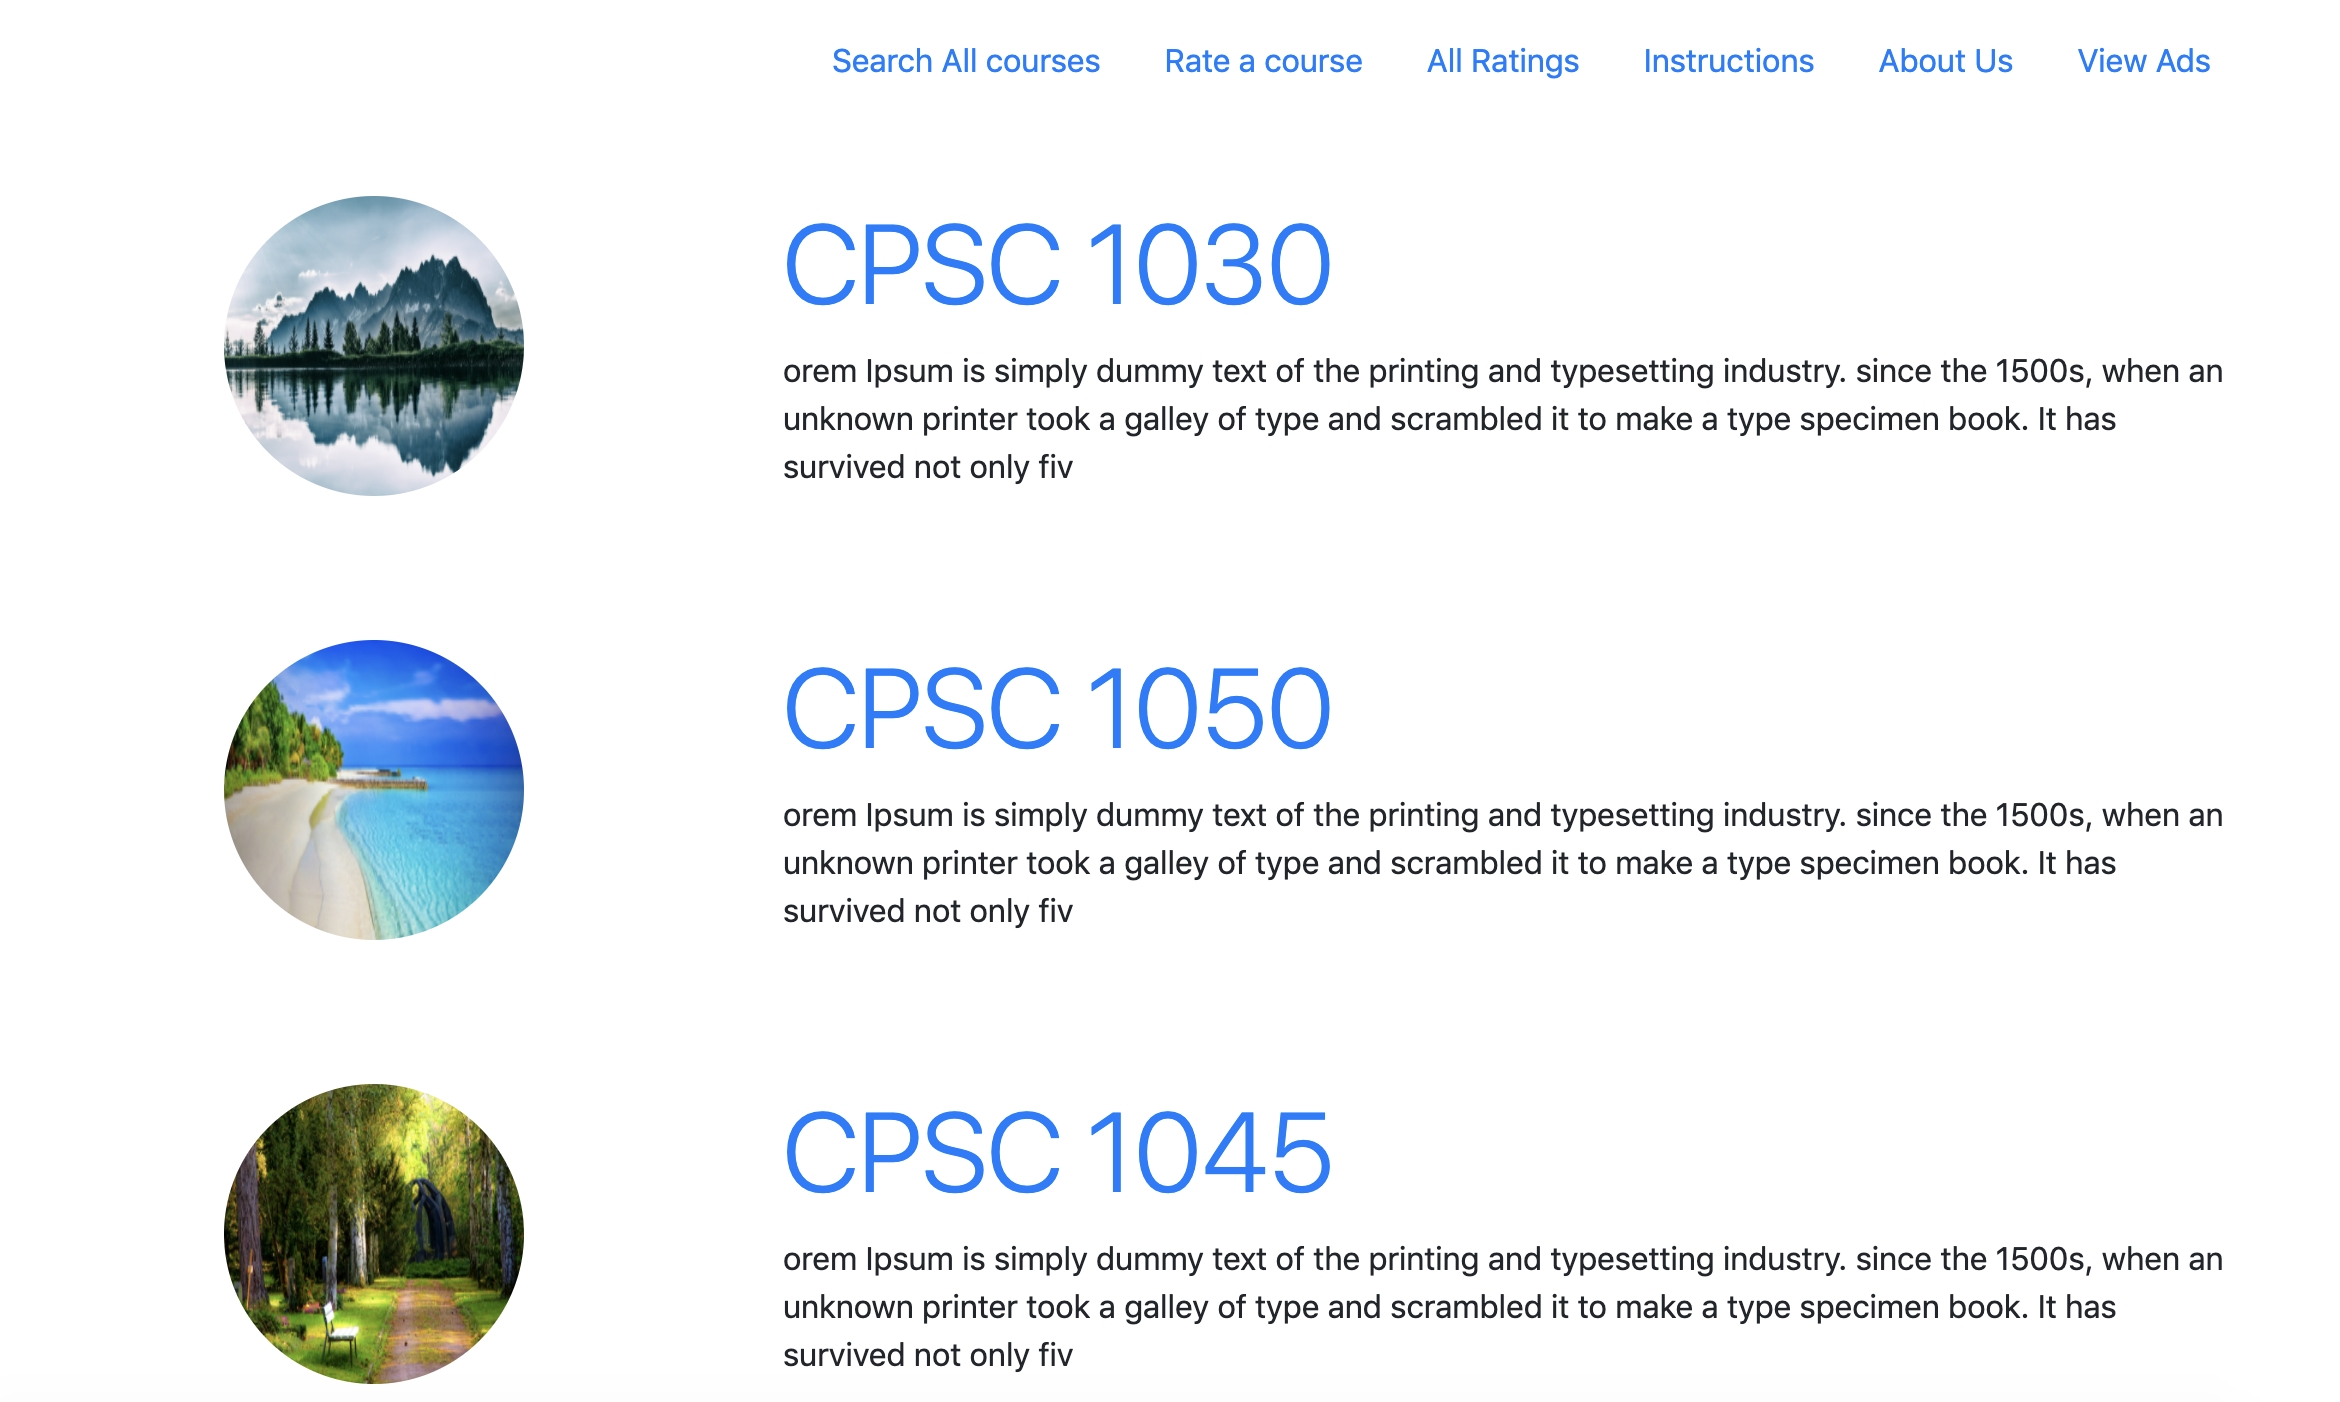 Search All courses Rate a course All Ratings Instructions About Us View Ads
CPSC 1030
orem Ipsum is simply dummy text of the printing and typesetting industry. since the 1500s, when an
unknown printer took a galley of type and scrambled it to make a type specimen book. It has
survived not only fiv
CPSC 1050
orem Ipsum is simply dummy text of the printing and typesetting industry. since the 1500s, when an
unknown printer took a galley of type and scrambled it to make a type specimen book. It has
survived not only fiv
CPSC 1045
orem Ipsum is simply dummy text of the printing and typesetting industry. since the 1500s, when an
unknown printer took a galley of type and scrambled it to make a type specimen book. It has
survived not only fiv